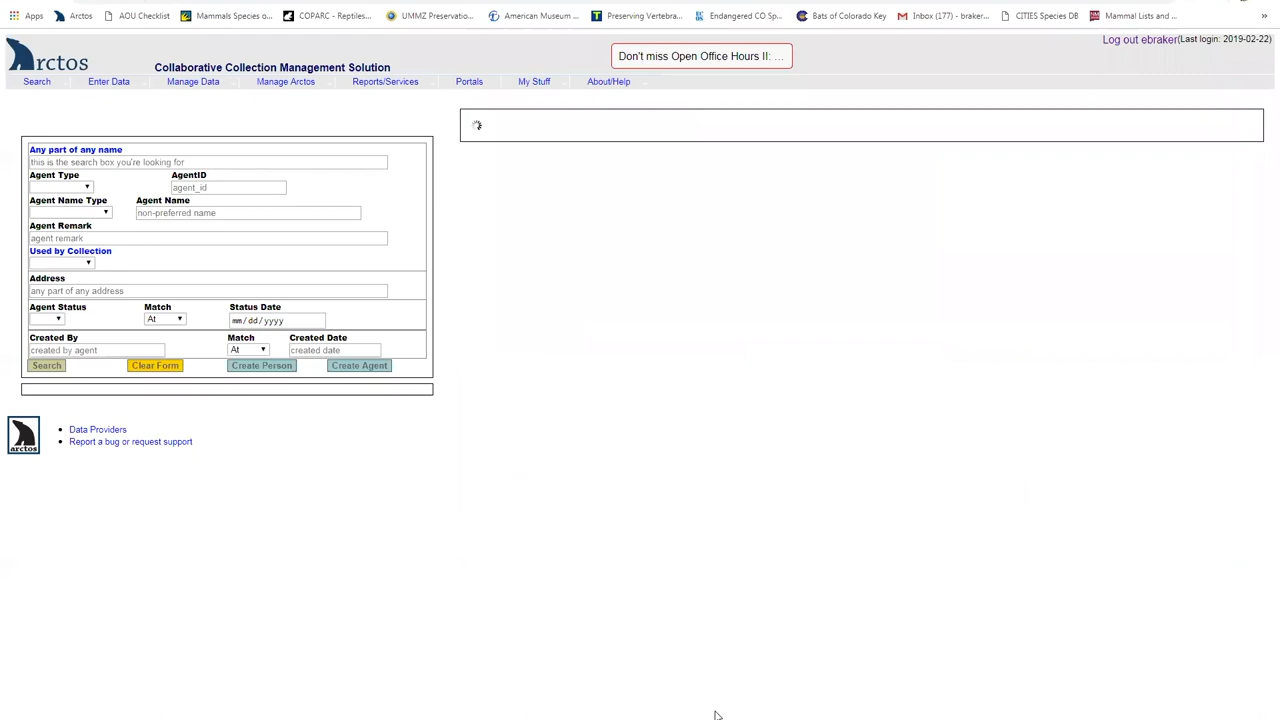 Apps Arctos AOU Checklist Mammals Species o... COPARC - Reptiles... UMMZ Preservatio... American Museum ... Preserving Vertebra... Endangered CO Sp... Bats of Colorado Key Inbox (177) - braker... CITIES Species DB Mammal Lists and ... »
Log out ebraker(Last login: 2019-02-22)
Don't miss Open Office Hours II: ...
Arctos Collaborative Collection Management Solution
Search Enter Data Manage Data Manage Arctos Reports/Services Portals My Stuff About/Help
Any part of any name
this is the search box you're looking for
Agent Type AgentID
agent_id
Agent Name Type Agent Name
non-preferred name
Agent Remark
agent remark
Used by Collection
Address
any part of any address
Agent Status Match Status Date
At mm/dd/yyyy
Created By Match Created Date
created by agent At created date
Search Clear Form Create Person Create Agent
Data Providers
Report a bug or request support
arctos